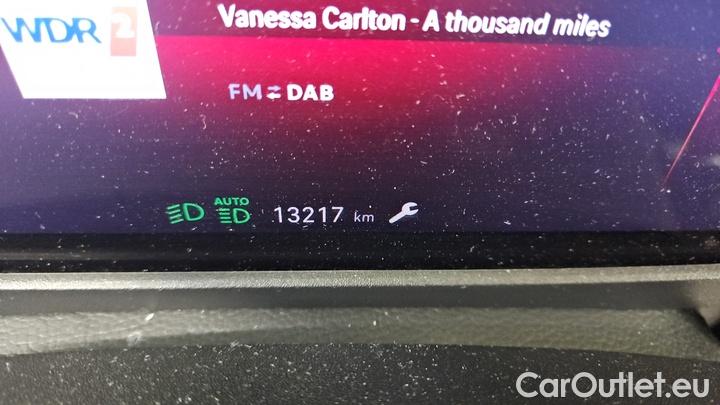 WDR 2
Vanessa Carlton - A thousand miles
FM ⇄ DAB
AUTO
13217 km
CarOutlet.eu